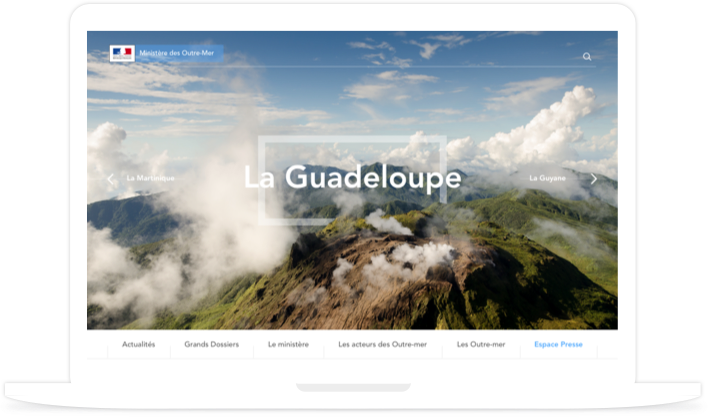 Ministère des Outre-Mer
La Martinique
La Guadeloupe
La Guyane
Actualités
Grands Dossiers
Le ministère
Les acteurs des Outre-mer
Les Outre-mer
Espace Presse